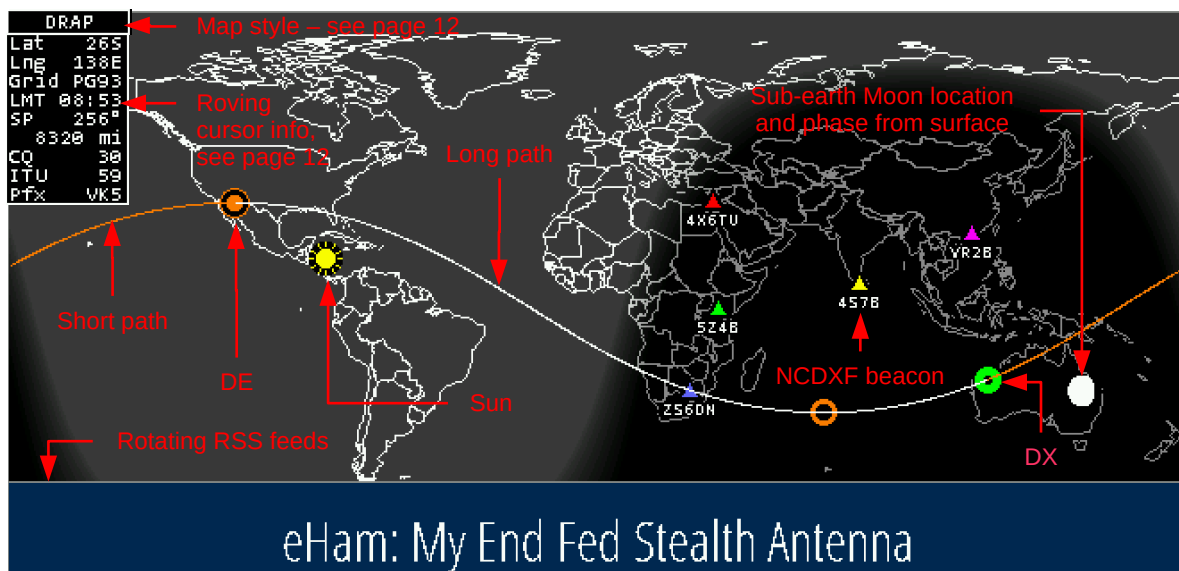 DRAP
Map style – see page 12
Lat 26S
Lng 138E
Grid PG93
LMT 08:53
SP 256°
8320 mi
CQ 30
ITU 59
Pfx VK5
Roving
cursor info,
see page 12
Long path
Sub-earth Moon location
and phase from surface
4X6TU
VR2B
4S7B
5Z4B
Short path
DE
NCDXF beacon
ZS6DN
Sun
Rotating RSS feeds
DX
eHam: My End Fed Stealth Antenna